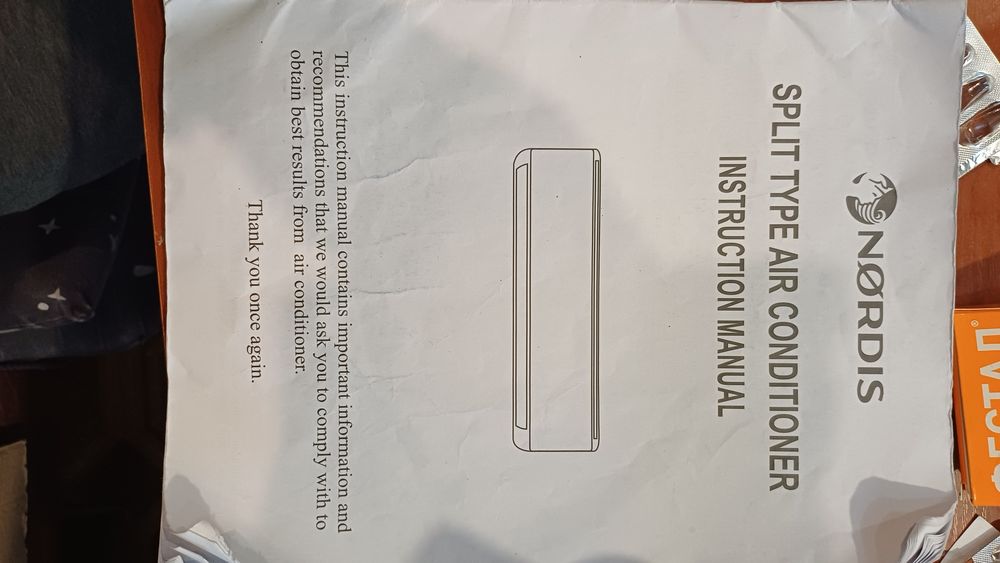 NØRDIS
SPLIT TYPE AIR CONDITIONER
INSTRUCTION MANUAL
This instruction manual contains important information and
recommendations that we would ask you to comply with to
obtain best results from air conditioner.
Thank you once again.